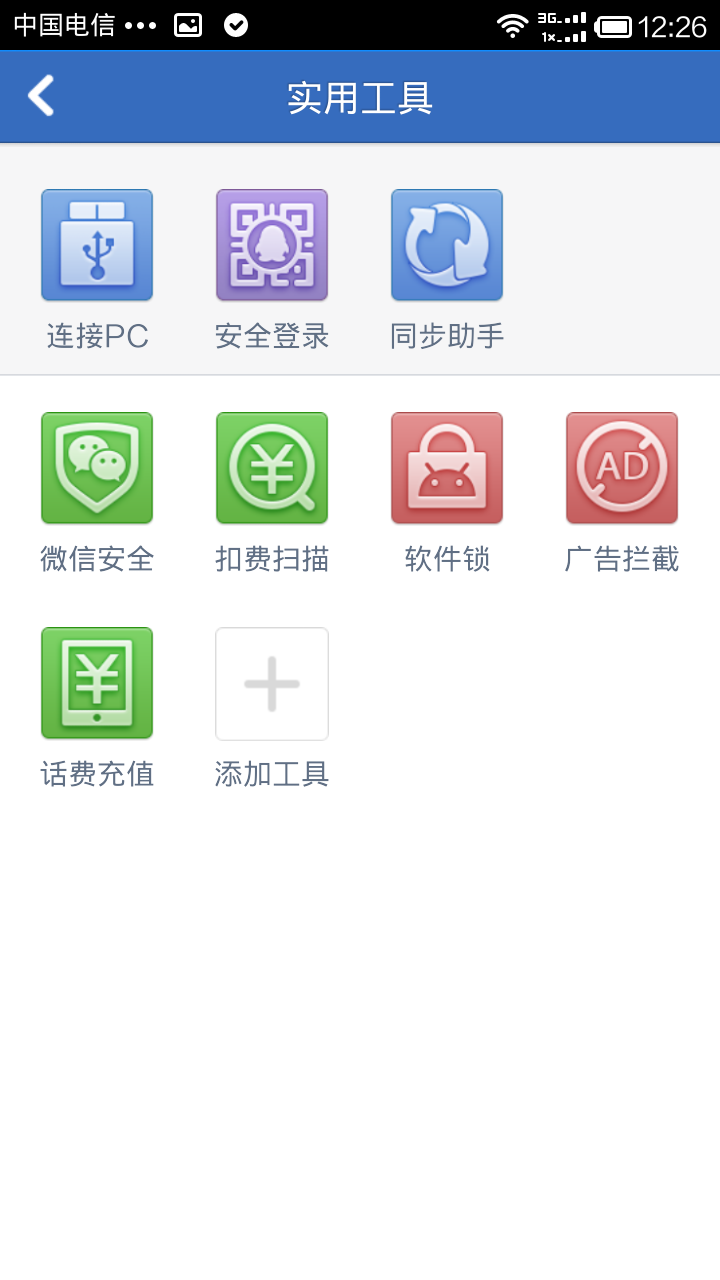 中国电信 ••• 3G 1x 12:26
实用工具
连接PC 安全登录 同步助手
AD
微信安全 扣费扫描 软件锁 广告拦截
话费充值 添加工具